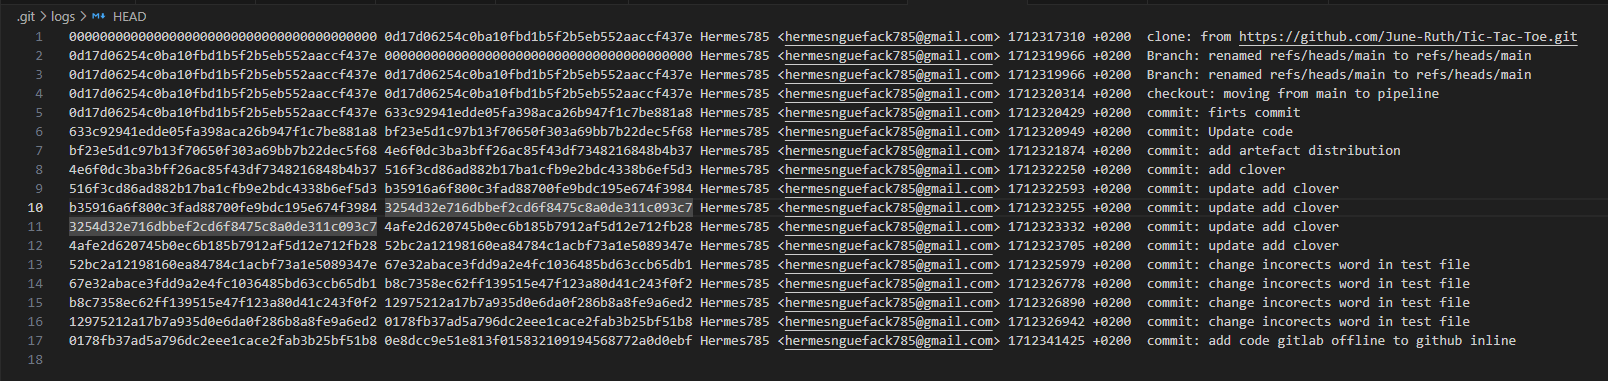 .git > logs > HEAD
1 0000000000000000000000000000000000000000 0d17d06254c0ba10fbd1b5f2b5eb552aaccf437e Hermes785 <hermesnguefack785@gmail.com> 1712317310 +0200 clone: from https://github.com/June-Ruth/Tic-Tac-Toe.git
2 0d17d06254c0ba10fbd1b5f2b5eb552aaccf437e 0000000000000000000000000000000000000000 Hermes785 <hermesnguefack785@gmail.com> 1712319966 +0200 Branch: renamed refs/heads/main to refs/heads/main
3 0d17d06254c0ba10fbd1b5f2b5eb552aaccf437e 0d17d06254c0ba10fbd1b5f2b5eb552aaccf437e Hermes785 <hermesnguefack785@gmail.com> 1712319966 +0200 Branch: renamed refs/heads/main to refs/heads/main
4 0d17d06254c0ba10fbd1b5f2b5eb552aaccf437e 0d17d06254c0ba10fbd1b5f2b5eb552aaccf437e Hermes785 <hermesnguefack785@gmail.com> 1712320314 +0200 checkout: moving from main to pipeline
5 0d17d06254c0ba10fbd1b5f2b5eb552aaccf437e 633c92941edde05fa398aca26b947f1c7be881a8 Hermes785 <hermesnguefack785@gmail.com> 1712320429 +0200 commit: firts commit
6 633c92941edde05fa398aca26b947f1c7be881a8 bf23e5d1c97b13f70650f303a69bb7b22dec5f68 Hermes785 <hermesnguefack785@gmail.com> 1712320949 +0200 commit: Update code
7 bf23e5d1c97b13f70650f303a69bb7b22dec5f68 4e6f0dc3ba3bff26ac85f43df7348216848b4b37 Hermes785 <hermesnguefack785@gmail.com> 1712321874 +0200 commit: add artefact distribution
8 4e6f0dc3ba3bff26ac85f43df7348216848b4b37 516f3cd86ad882b17ba1cfb9e2bdc4338b6ef5d3 Hermes785 <hermesnguefack785@gmail.com> 1712322250 +0200 commit: add clover
9 516f3cd86ad882b17ba1cfb9e2bdc4338b6ef5d3 b35916a6f800c3fad88700fe9bdc195e674f3984 Hermes785 <hermesnguefack785@gmail.com> 1712322593 +0200 commit: update add clover
10 b35916a6f800c3fad88700fe9bdc195e674f3984 3254d32e716dbbef2cd6f8475c8a0de311c093c7 Hermes785 <hermesnguefack785@gmail.com> 1712323255 +0200 commit: update add clover
11 3254d32e716dbbef2cd6f8475c8a0de311c093c7 4afe2d620745b0ec6b185b7912af5d12e712fb28 Hermes785 <hermesnguefack785@gmail.com> 1712323332 +0200 commit: update add clover
12 4afe2d620745b0ec6b185b7912af5d12e712fb28 52bc2a12198160ea84784c1acbf73a1e5089347e Hermes785 <hermesnguefack785@gmail.com> 1712323705 +0200 commit: update add clover
13 52bc2a12198160ea84784c1acbf73a1e5089347e 67e32abace3fdd9a2e4fc1036485bd63ccb65db1 Hermes785 <hermesnguefack785@gmail.com> 1712325979 +0200 commit: change incorects word in test file
14 67e32abace3fdd9a2e4fc1036485bd63ccb65db1 b8c7358ec62ff139515e47f123a80d41c243f0f2 Hermes785 <hermesnguefack785@gmail.com> 1712326778 +0200 commit: change incorects word in test file
15 b8c7358ec62ff139515e47f123a80d41c243f0f2 12975212a17b7a935d0e6da0f286b8a8fe9a6ed2 Hermes785 <hermesnguefack785@gmail.com> 1712326890 +0200 commit: change incorects word in test file
16 12975212a17b7a935d0e6da0f286b8a8fe9a6ed2 0178fb37ad5a796dc2eee1cace2fab3b25bf51b8 Hermes785 <hermesnguefack785@gmail.com> 1712326942 +0200 commit: change incorects word in test file
17 0178fb37ad5a796dc2eee1cace2fab3b25bf51b8 0e8dcc9e51e813f015832109194568772a0d0ebf Hermes785 <hermesnguefack785@gmail.com> 1712341425 +0200 commit: add code gitlab offline to github inline
18